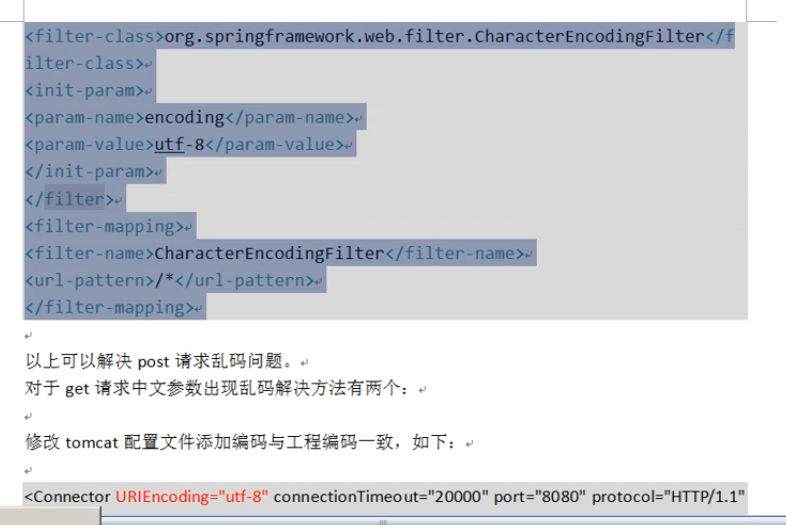 <filter-class>org.springframework.web.filter.CharacterEncodingFilter</f
ilter-class>
<init-param>
<param-name>encoding</param-name>
<param-value>utf-8</param-value>
</init-param>
</filter>
<filter-mapping>
<filter-name>CharacterEncodingFilter</filter-name>
<url-pattern>/*</url-pattern>
</filter-mapping>
以上可以解决 post 请求乱码问题。
对于 get 请求中文参数出现乱码解决方法有两个：
修改 tomcat 配置文件添加编码与工程编码一致，如下：
<Connector URIEncoding="utf-8" connectionTimeout="20000" port="8080" protocol="HTTP/1.1"